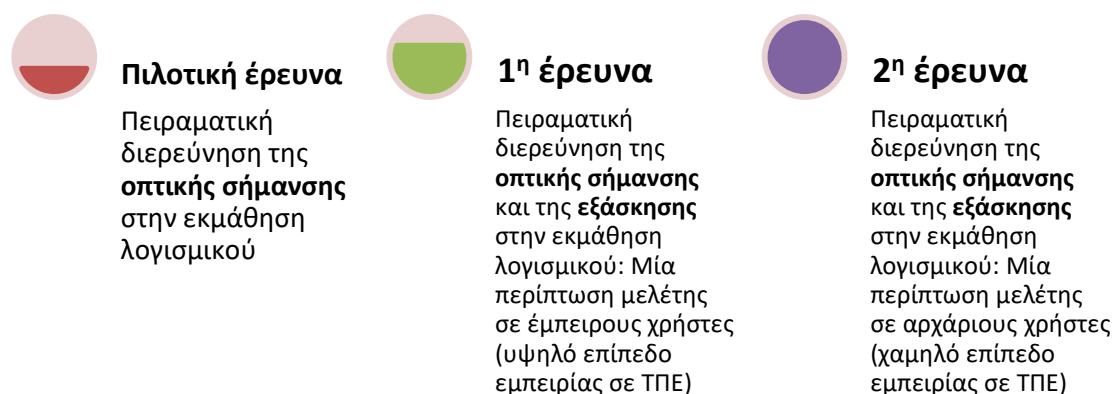 Πιλοτική έρευνα
Πειραματική
διερεύνηση της
οπτικής σήμανσης
στην εκμάθηση
λογισμικού
1η έρευνα
Πειραματική
διερεύνηση της
οπτικής σήμανσης
και της εξάσκησης
στην εκμάθηση
λογισμικού: Μία
περίπτωση μελέτης
σε έμπειρους χρήστες
(υψηλό επίπεδο
εμπειρίας σε ΤΠΕ)
2η έρευνα
Πειραματική
διερεύνηση της
οπτικής σήμανσης
και της εξάσκησης
στην εκμάθηση
λογισμικού: Μία
περίπτωση μελέτης
σε αρχάριους χρήστες
(χαμηλό επίπεδο
εμπειρίας σε ΤΠΕ)